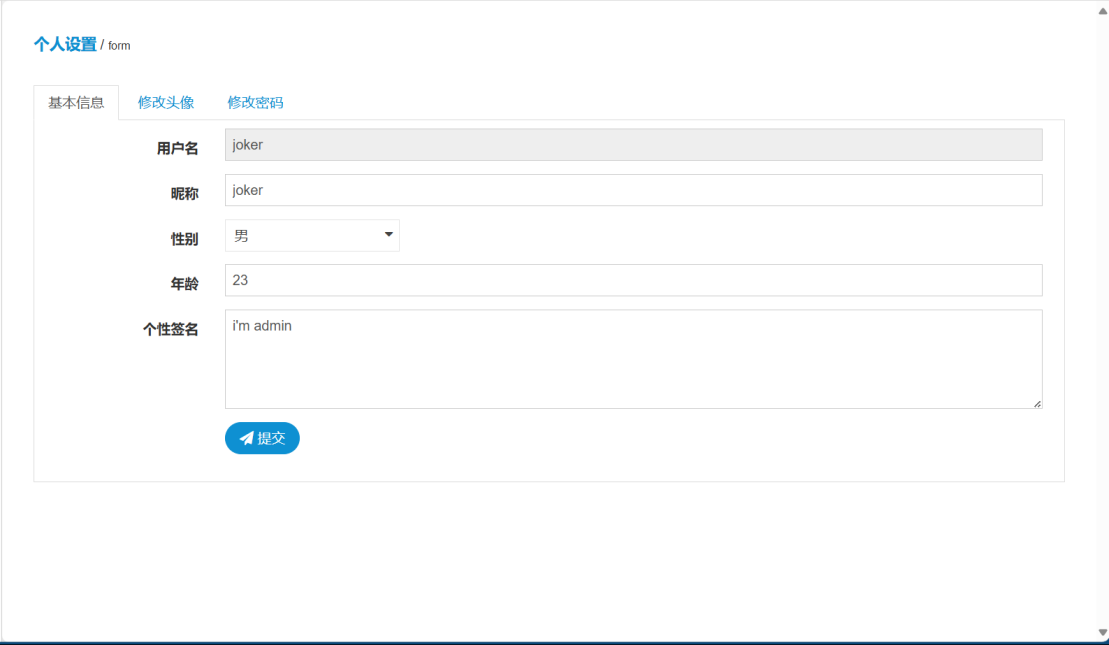 个人设置 / form
基本信息 修改头像 修改密码
用户名 joker
昵称 joker
性别 男
年龄 23
个性签名 i'm admin
提交